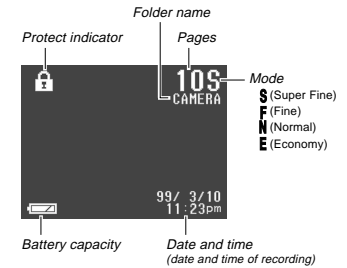 Folder name
Protect indicator
Pages
10S
CAMERA
Mode
S (Super Fine)
F (Fine)
N (Normal)
E (Economy)
99/ 3/10
11:23pm
Battery capacity
Date and time
(date and time of recording)